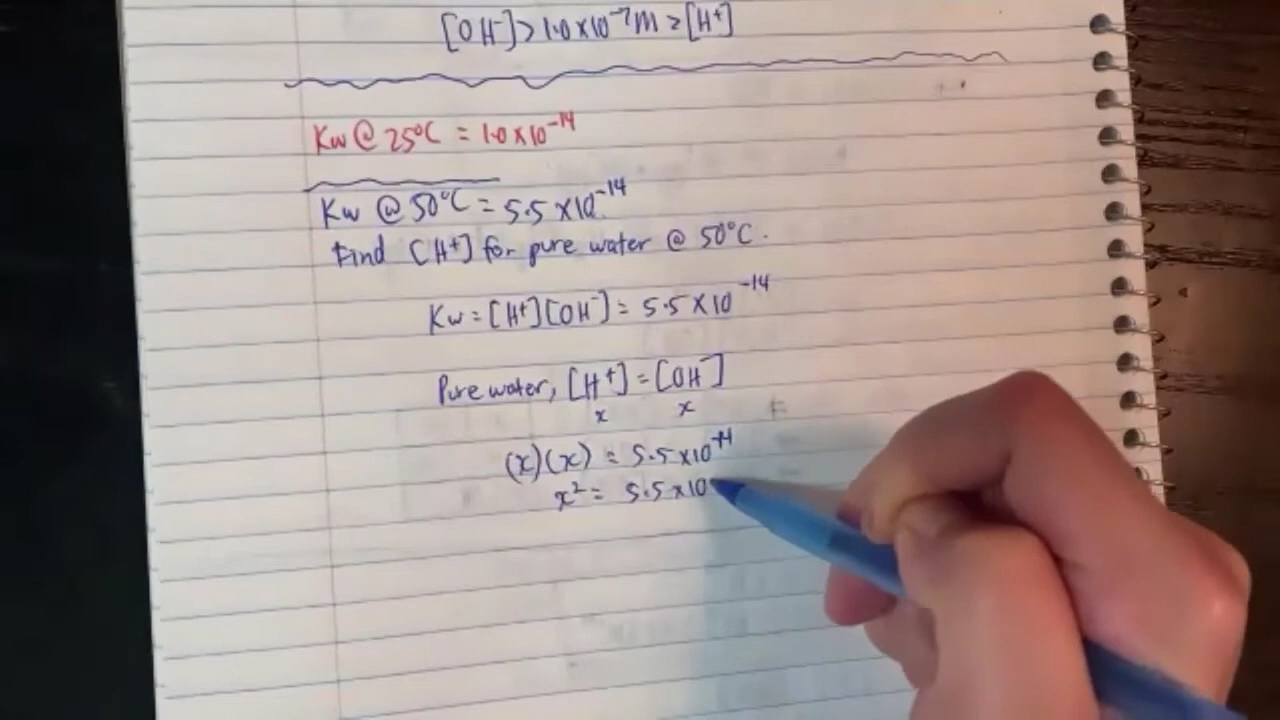 [OH⁻] > 1.0 x 10⁻⁷ M > [H⁺]
Kw @ 25°C = 1.0 x 10⁻¹⁴
Kw @ 50°C = 5.5 x 10⁻¹⁴
Find [H⁺] for pure water @ 50°C.
Kw = [H⁺][OH⁻] = 5.5 x 10⁻¹⁴
Pure water, [H⁺] = [OH⁻]
x x
(x)(x) = 5.5 x 10⁻¹⁴
x² = 5.5 x 10